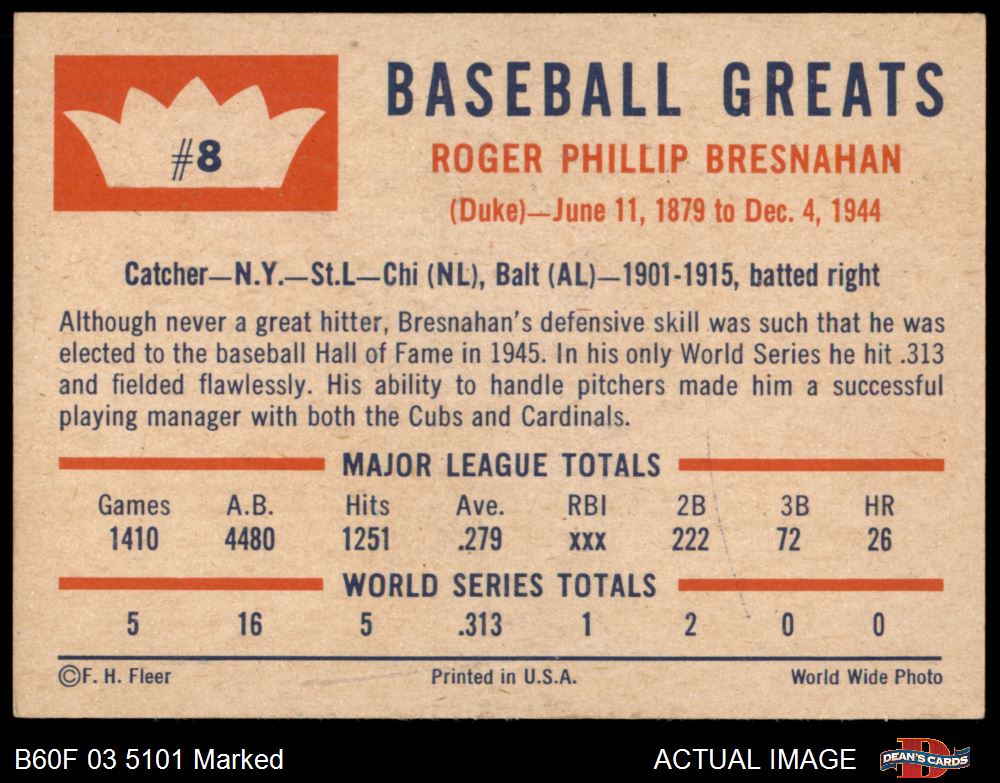 #8
BASEBALL GREATS
ROGER PHILLIP BRESNAHAN
(Duke)—June 11, 1879 to Dec. 4, 1944
Catcher—N.Y.—St.L—Chi (NL), Balt (AL)—1901-1915, batted right
Although never a great hitter, Bresnahan's defensive skill was such that he was
elected to the baseball Hall of Fame in 1945. In his only World Series he hit .313
and fielded flawlessly. His ability to handle pitchers made him a successful
playing manager with both the Cubs and Cardinals.
MAJOR LEAGUE TOTALS
Games A.B. Hits Ave. RBI 2B 3B HR
1410 4480 1251 .279 xxx 222 72 26
WORLD SERIES TOTALS
5 16 5 .313 1 2 0 0
©F. H. Fleer Printed in U.S.A. World Wide Photo
B60F 03 5101 Marked ACTUAL IMAGE DEAN'S CARDS